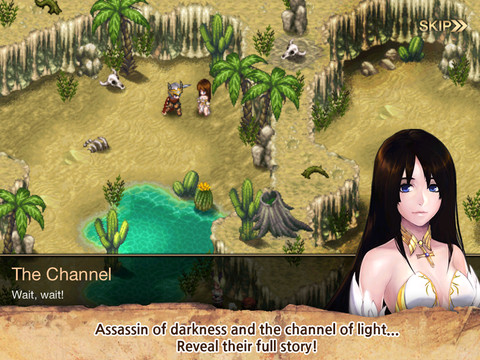 SKIP
The Channel
Wait, wait!
Assassin of darkness and the channel of light...
Reveal their full story!